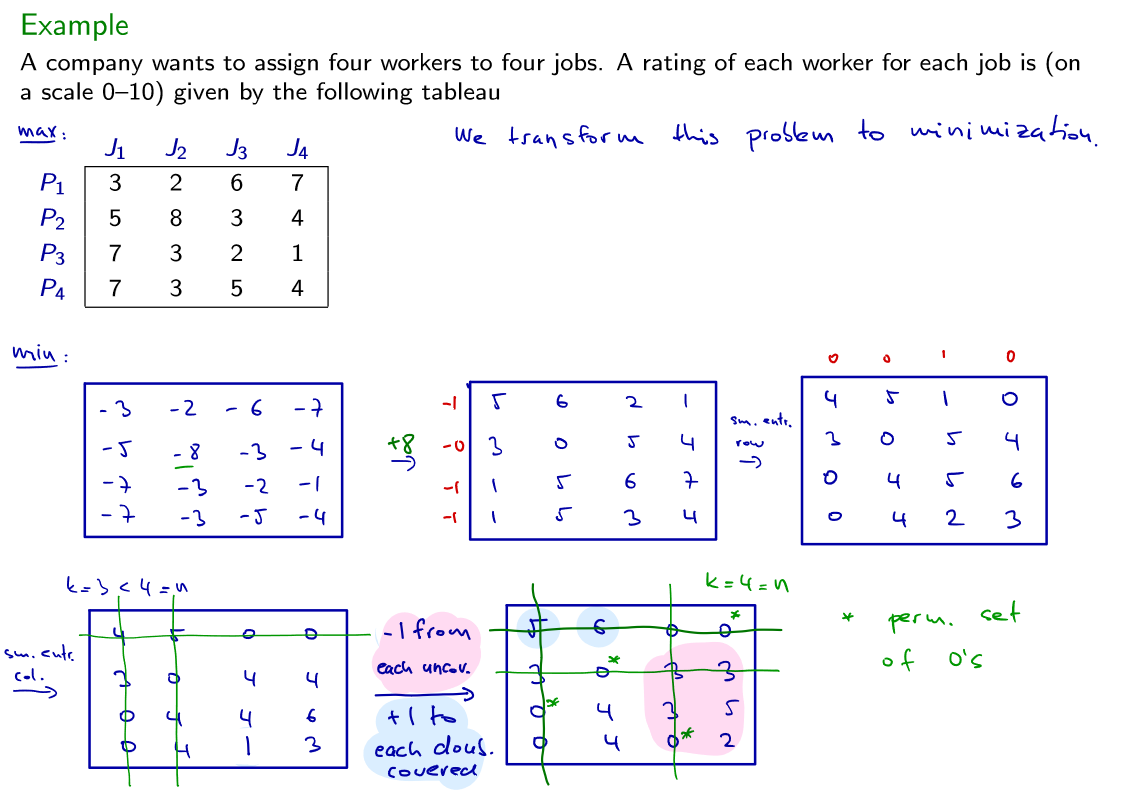 Example
A company wants to assign four workers to four jobs. A rating of each worker for each job is (on
a scale 0–10) given by the following tableau
max:
We transform this problem to minimization.
J1 J2 J3 J4
P1 3 2 6 7
P2 5 8 3 4
P3 7 3 2 1
P4 7 3 5 4
min:
0 0 1 0
-3 -2 -6 -7
-5 -8 -3 -4
-7 -3 -2 -1
-7 -3 -5 -4
+8
→
-1 5 6 2 1
-0 3 0 5 4
-1 1 5 6 7
-1 1 5 3 4
sm. entr.
row
→
4 5 1 0
3 0 5 4
0 4 5 6
0 4 2 3
k=3 < 4 = n
sm. entr.
col.
→
4 5 0 0
3 0 4 4
0 4 4 6
0 4 1 3
-1 from
each uncov.
→
+1 to
each doub.
covered
k=4=n
5 6 0 0*
3 0* 3 3
0* 4 3 5
0 4 0* 2
* perm. set
of 0's